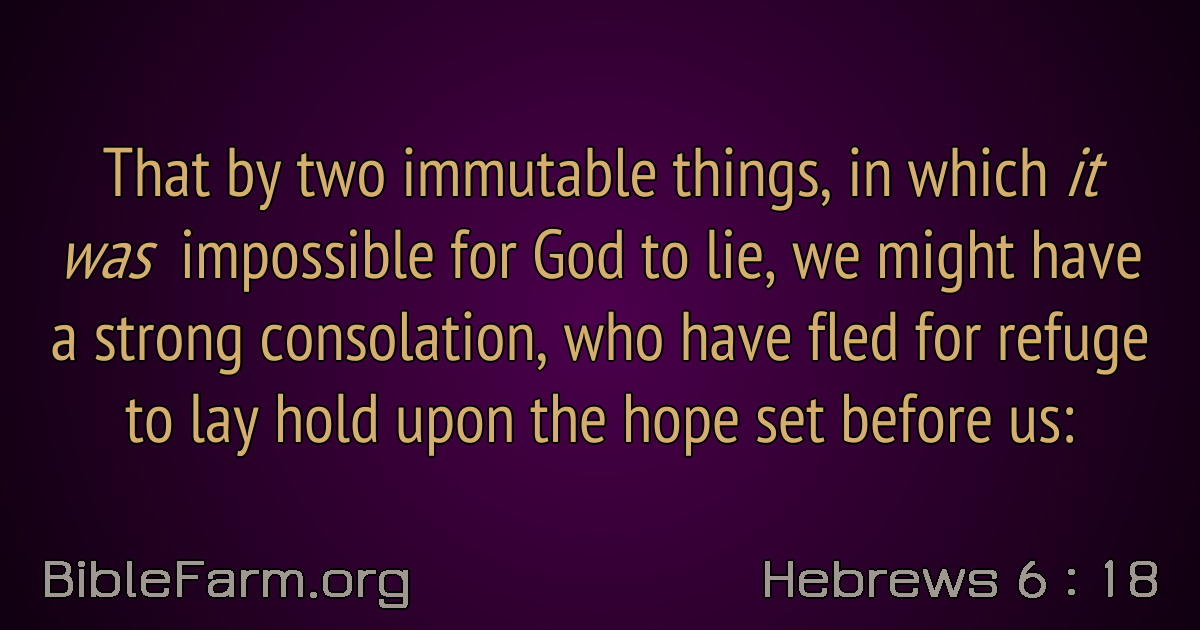 That by two immutable things, in which it
was impossible for God to lie, we might have
a strong consolation, who have fled for refuge
to lay hold upon the hope set before us:
BibleFarm.org
Hebrews 6 : 18